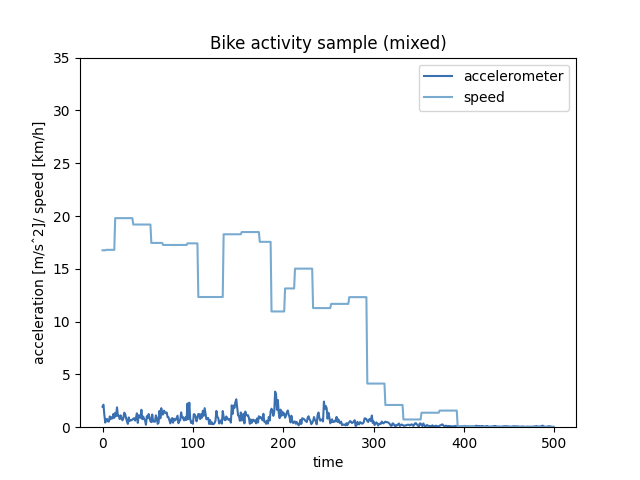 Bike activity sample (mixed)
accelerometer
speed
acceleration [m/sˆ2]/ speed [km/h]
35
30
25
20
15
10
5
0
0 100 200 300 400 500
time